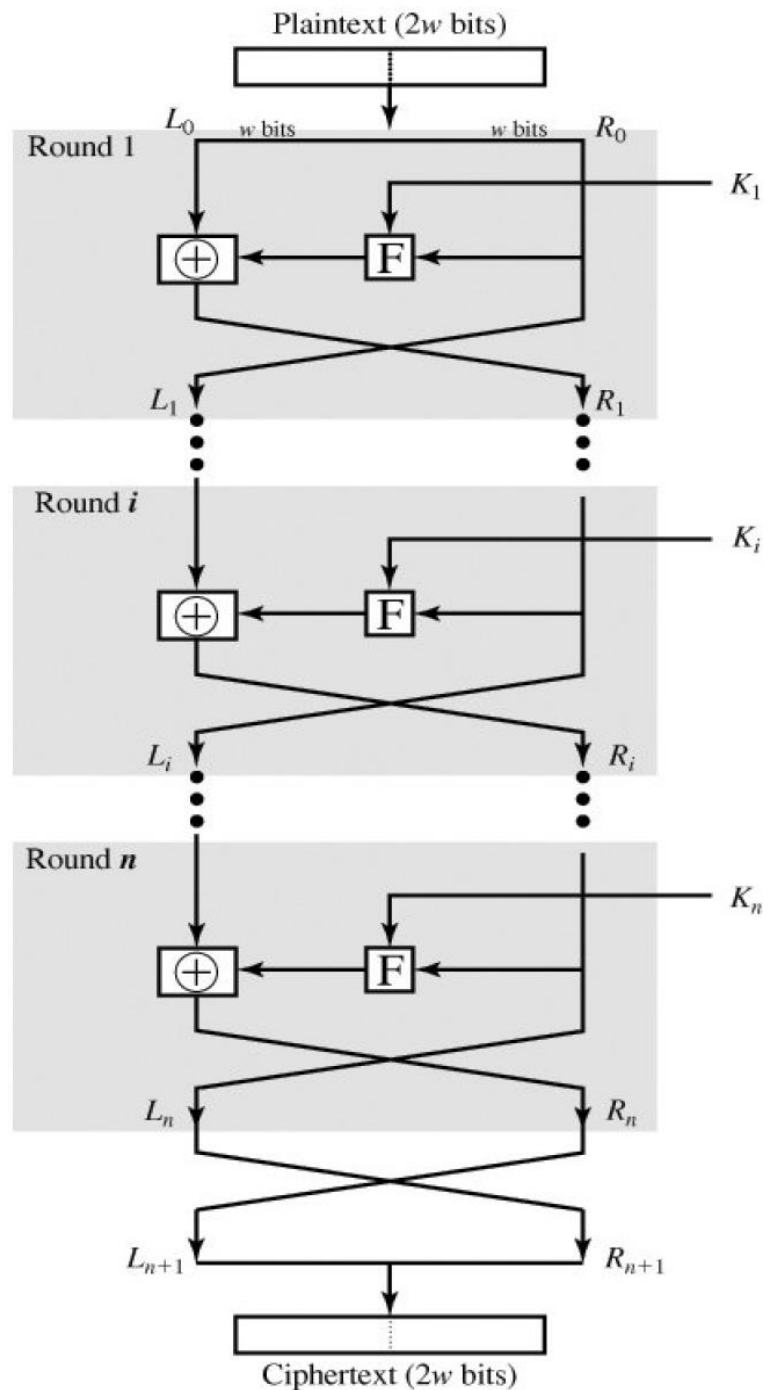 Plaintext (2w bits)
L₀ w bits w bits R₀
Round 1
K₁
+ F
L₁ R₁
Round i
Kᵢ
+ F
Lᵢ Rᵢ
Round n
Kₙ
+ F
Lₙ Rₙ
Lₙ₊₁ Rₙ₊₁
Ciphertext (2w bits)